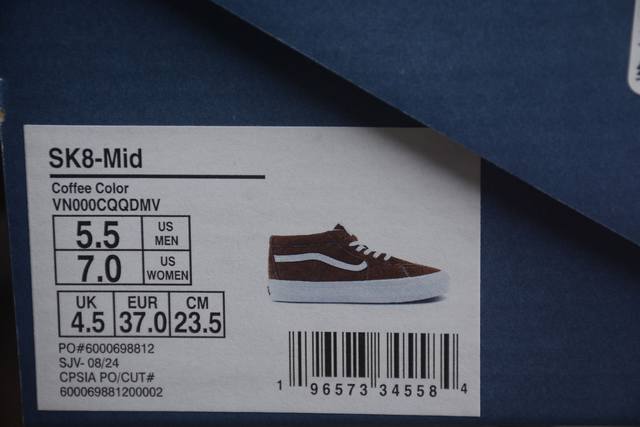 SK8-Mid
Coffee Color
VN000CQQDMV
5.5 US MEN
7.0 US WOMEN
UK EUR CM
4.5 37.0 23.5
PO#6000698812
SJV- 08/24
CPSIA PO/CUT#
600069881200002
1 96573 34558 4